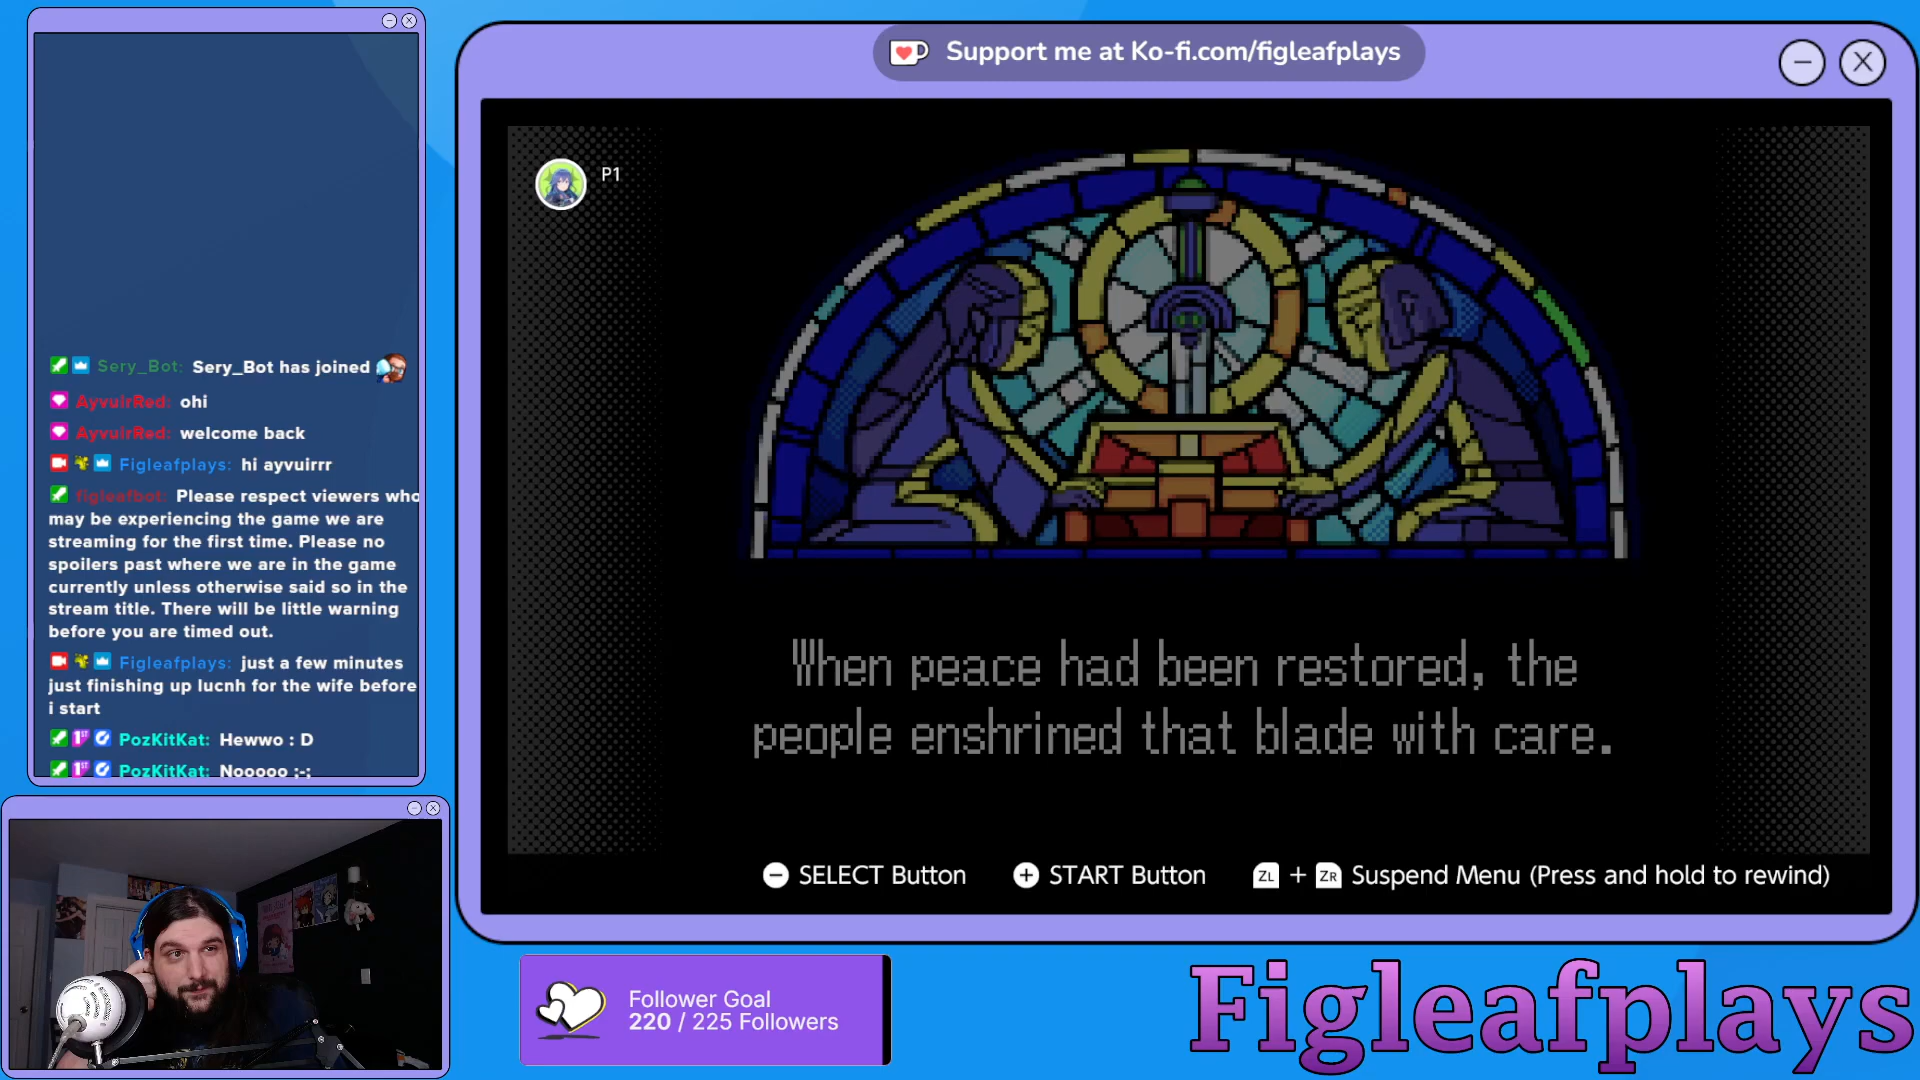 Support me at Ko-fi.com/figleafplays
P1
Sery_Bot: Sery_Bot has joined
AyvuirRed: ohi
AyvuirRed: welcome back
Figleafplays: hi ayvuirrr
figleafbot: Please respect viewers who
may be experiencing the game we are
streaming for the first time. Please no
spoilers past where we are in the game
currently unless otherwise said so in the
stream title. There will be little warning
before you are timed out.
Figleafplays: just a few minutes
just finishing up lucnh for the wife before
i start
PozKitKat: Hewwo : D
PozKitKat: Nooooo ;-;
When peace had been restored, the
people enshrined that blade with care.
SELECT Button
START Button
ZL + ZR Suspend Menu (Press and hold to rewind)
Follower Goal
220 / 225 Followers
Figleafplays